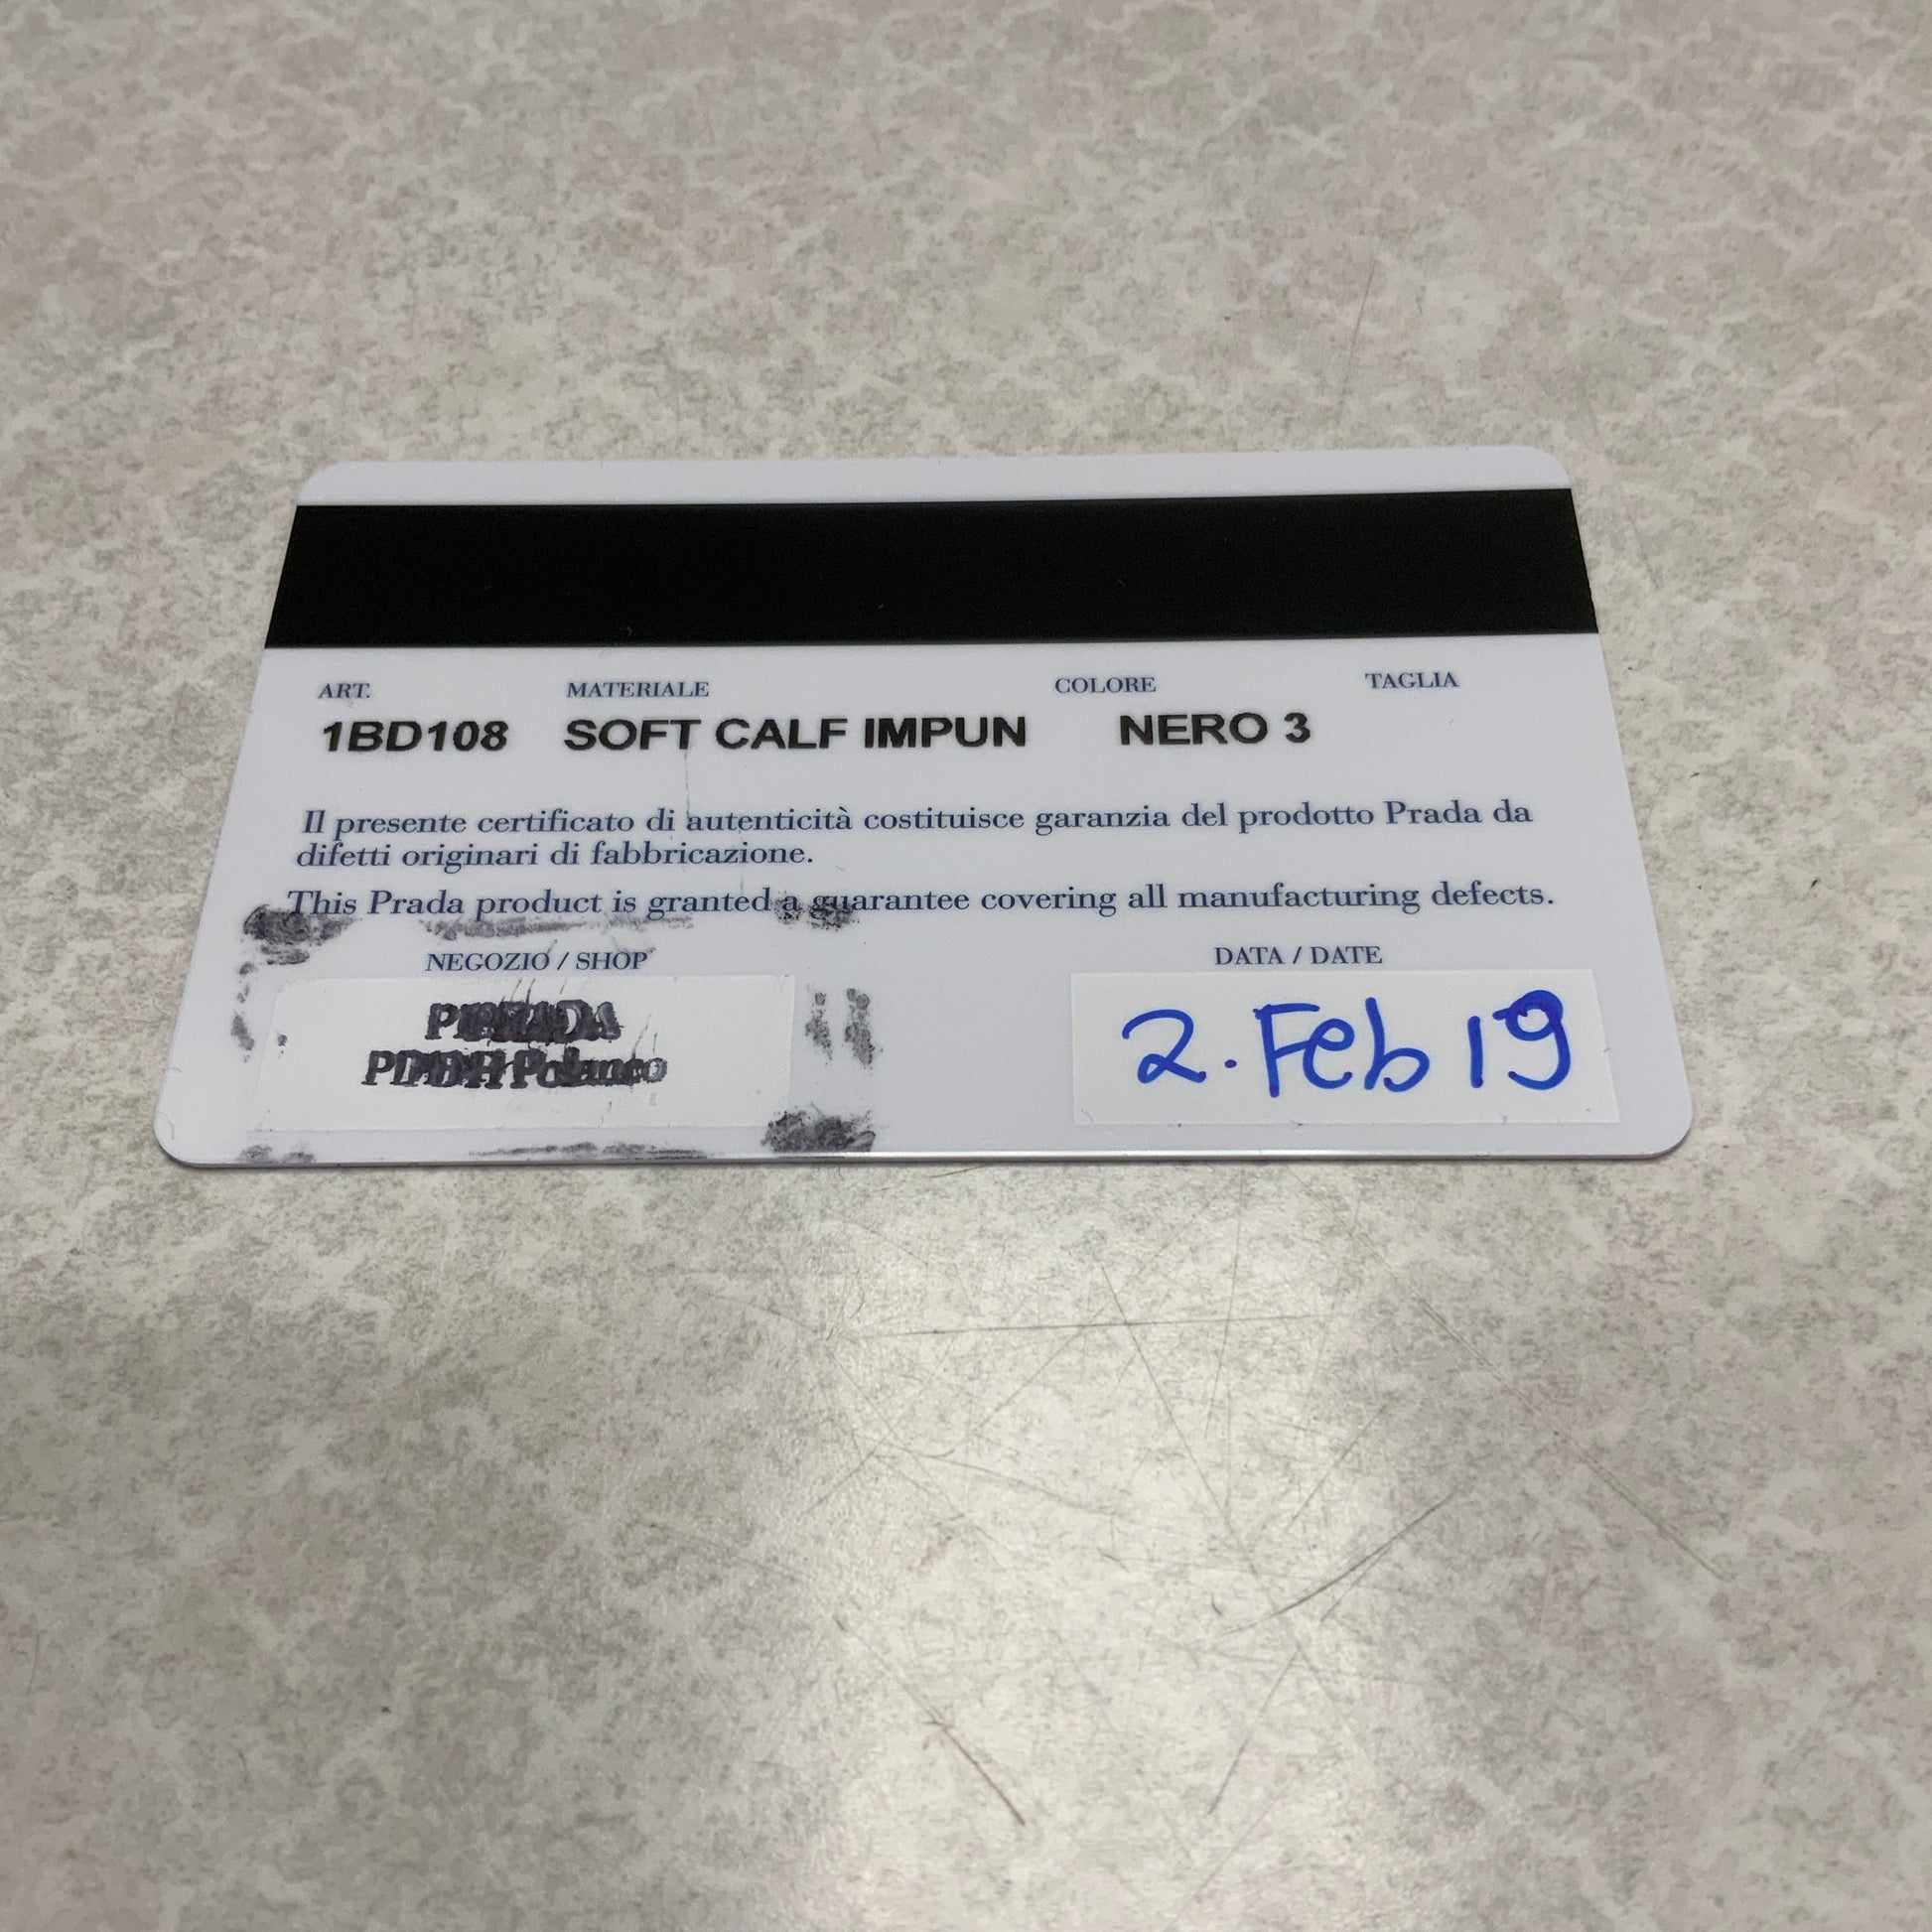 ART. MATERIALE COLORE TAGLIA
1BD108 SOFT CALF IMPUN NERO 3
Il presente certificato di autenticità costituisce garanzia del prodotto Prada da
difetti originari di fabbricazione.
This Prada product is granted a guarantee covering all manufacturing defects.
NEGOZIO / SHOP DATA / DATE
PRADA
Polanco
2. Feb 19